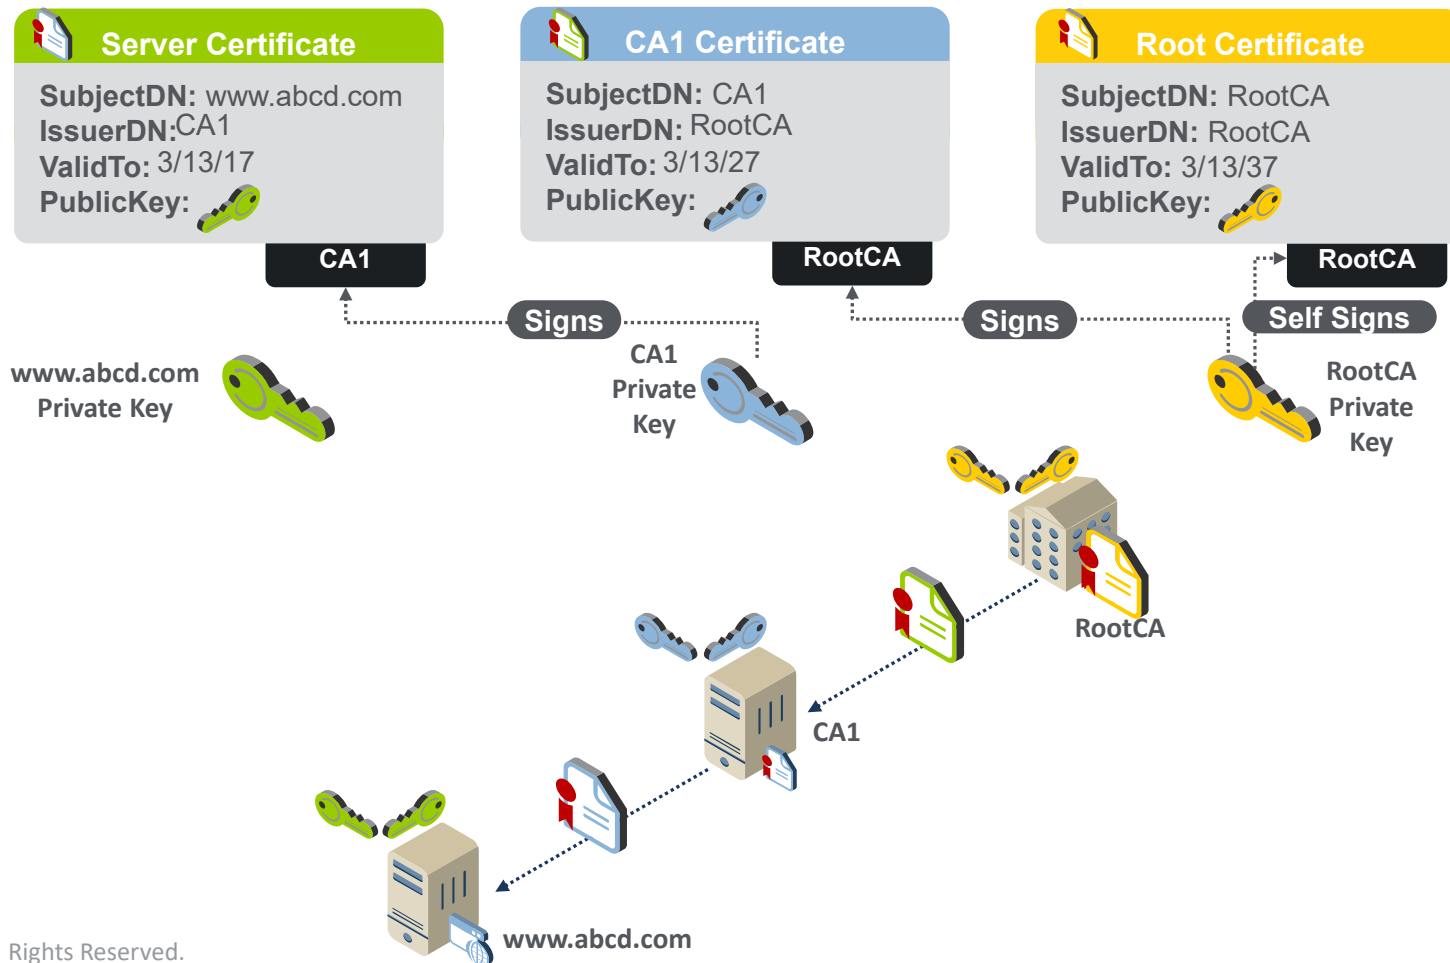 Server Certificate
SubjectDN: www.abcd.com
IssuerDN:CA1
ValidTo: 3/13/17
PublicKey:
CA1
CA1 Certificate
SubjectDN: CA1
IssuerDN: RootCA
ValidTo: 3/13/27
PublicKey:
RootCA
Root Certificate
SubjectDN: RootCA
IssuerDN: RootCA
ValidTo: 3/13/37
PublicKey:
RootCA
Signs
Signs
Self Signs
www.abcd.com
Private Key
CA1
Private
Key
RootCA
Private
Key
RootCA
CA1
www.abcd.com
Rights Reserved.